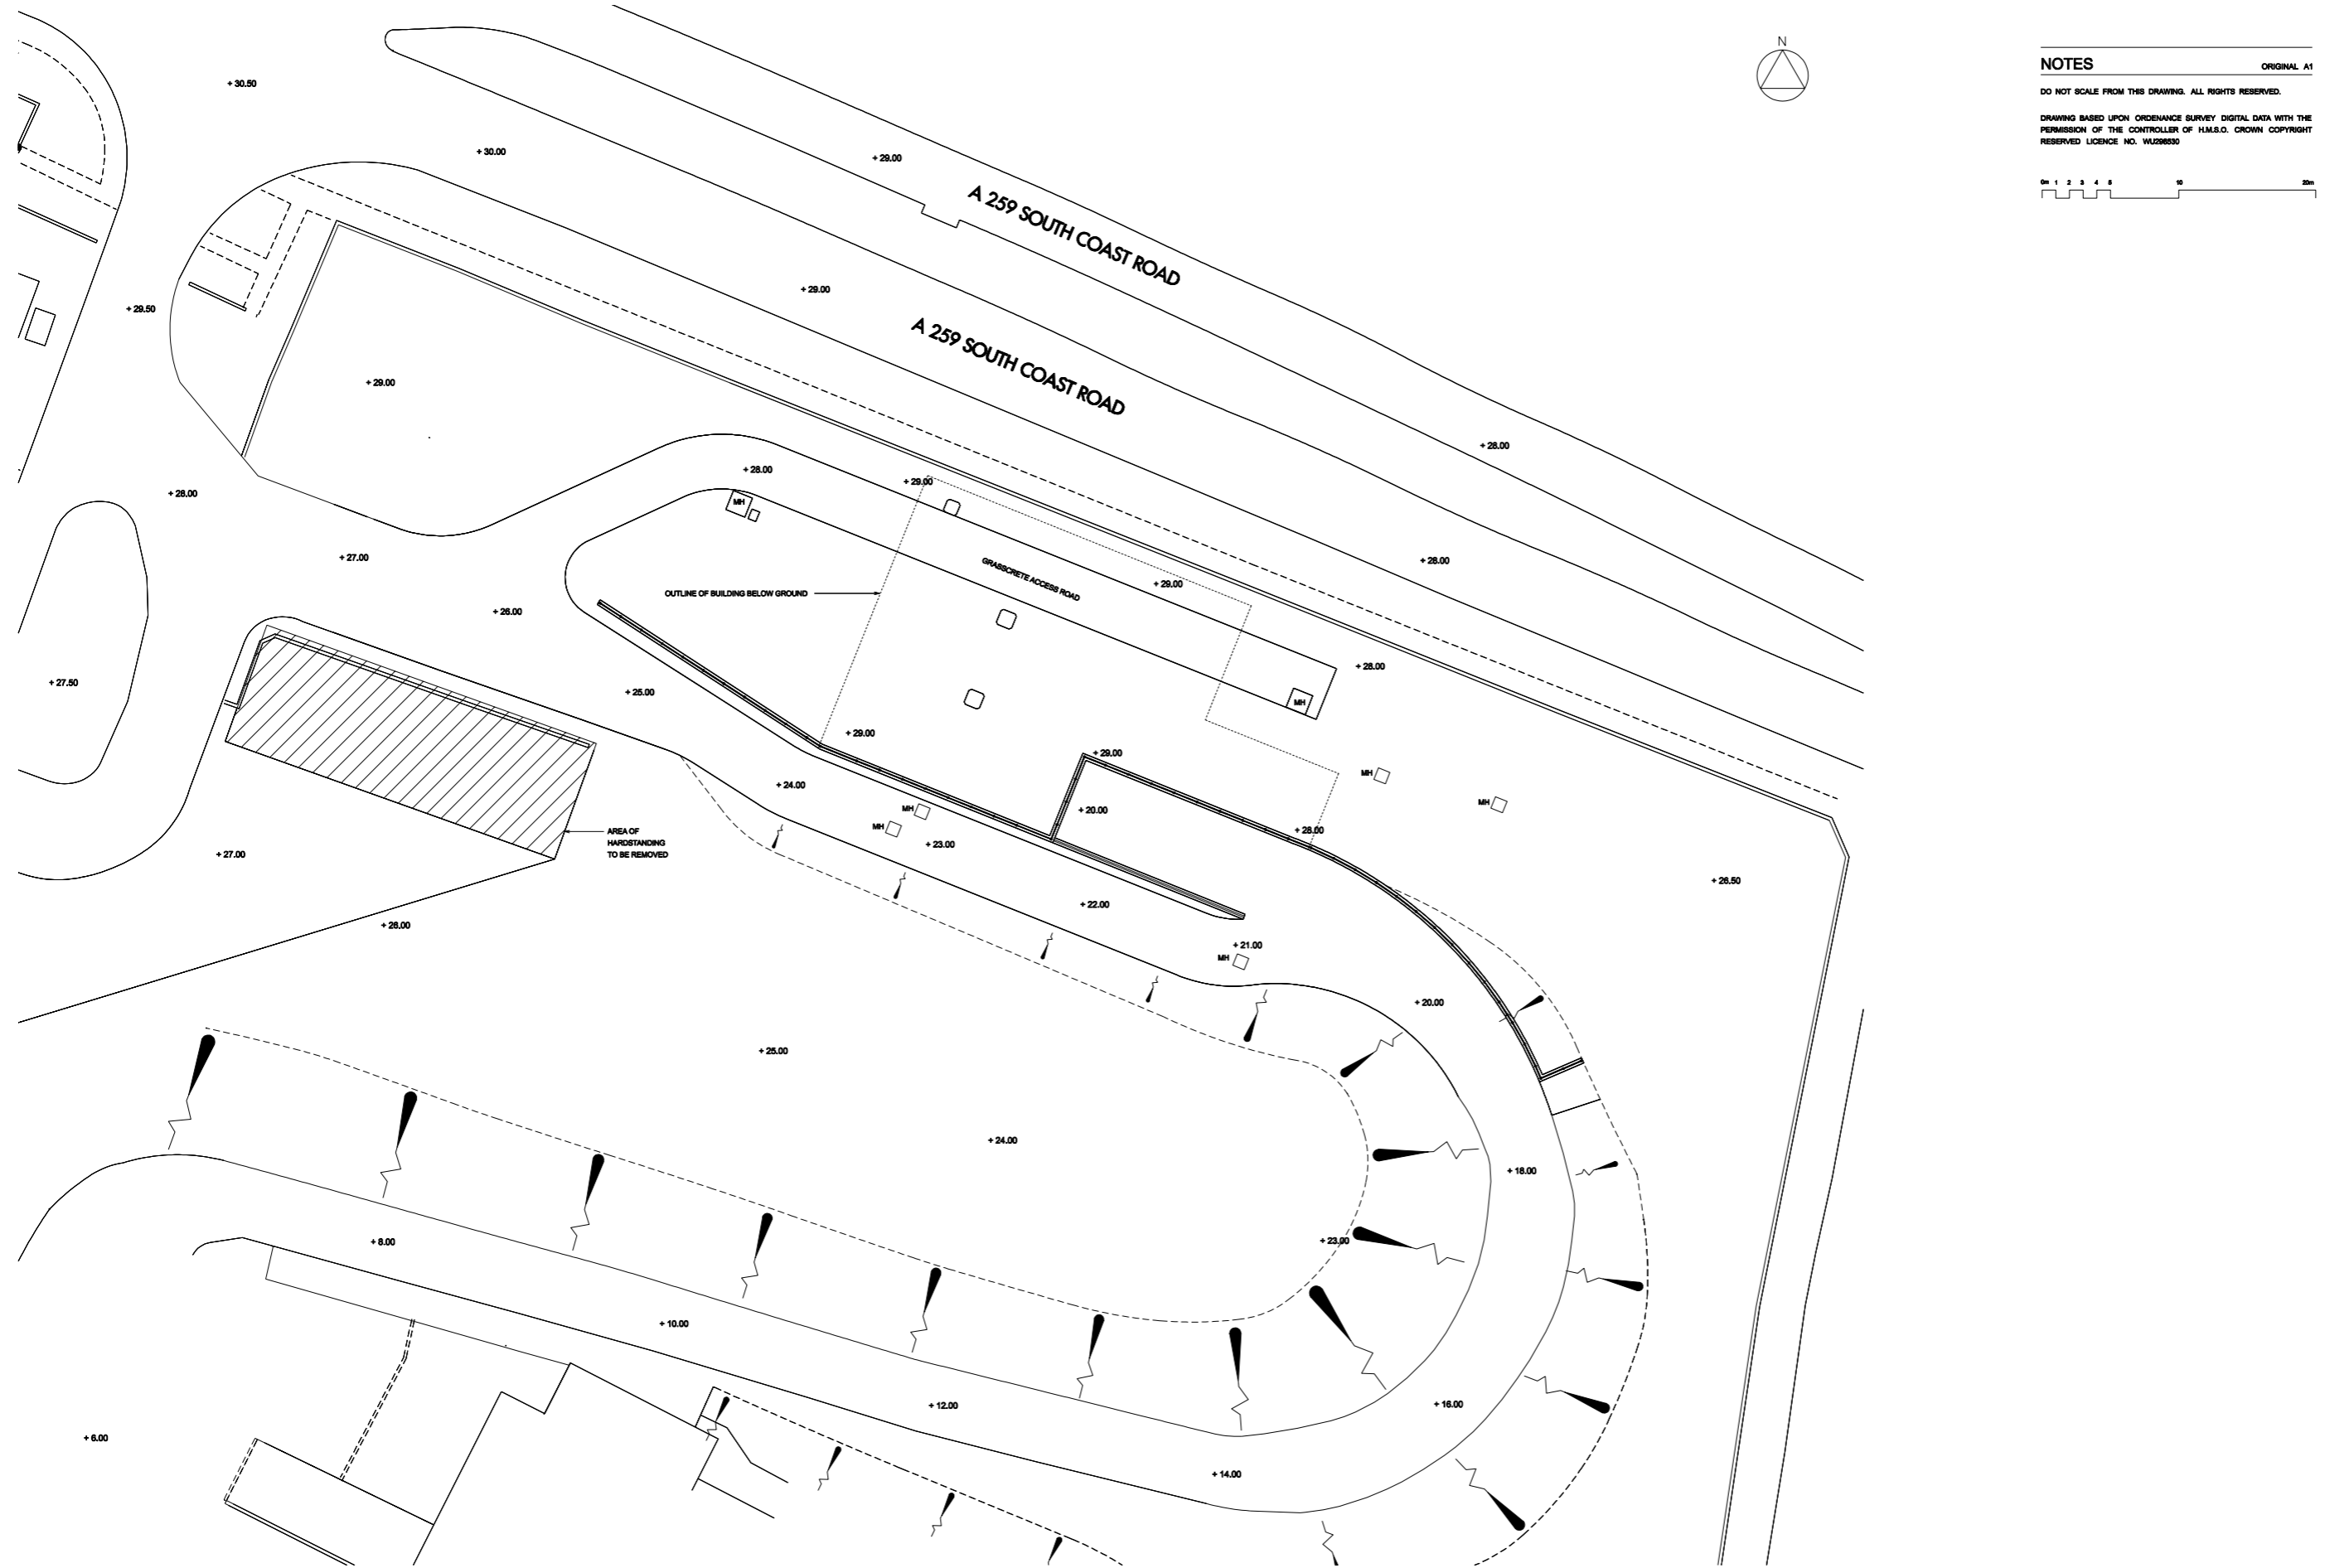 N
NOTES ORIGINAL A1
DO NOT SCALE FROM THIS DRAWING. ALL RIGHTS RESERVED.
DRAWING BASED UPON ORDENANCE SURVEY DIGITAL DATA WITH THE
PERMISSION OF THE CONTROLLER OF H.M.S.O. CROWN COPYRIGHT
RESERVED LICENCE NO. WU298530
0m 1 2 3 4 5 10 20m
+ 30.50
+ 30.00
+ 29.00
A 259 SOUTH COAST ROAD
+ 29.00
+ 29.50
A 259 SOUTH COAST ROAD
+ 29.00
+ 28.00
+ 28.00
+ 29.00
+ 28.00
MH
+ 27.00
+ 28.00
GRASSCRETE ACCESS ROAD
+ 29.00
OUTLINE OF BUILDING BELOW GROUND
+ 26.00
+ 28.00
+ 27.50
+ 25.00
MH
+ 29.00
+ 29.00
MH
+ 24.00
MH
MH
+ 20.00
MH
+ 28.00
AREA OF
HARDSTANDING
TO BE REMOVED
+ 23.00
+ 27.00
+ 26.50
+ 22.00
+ 26.00
+ 21.00
MH
+ 20.00
+ 25.00
+ 24.00
+ 18.00
+ 23.00
+ 8.00
+ 10.00
+ 12.00
+ 16.00
+ 6.00
+ 14.00